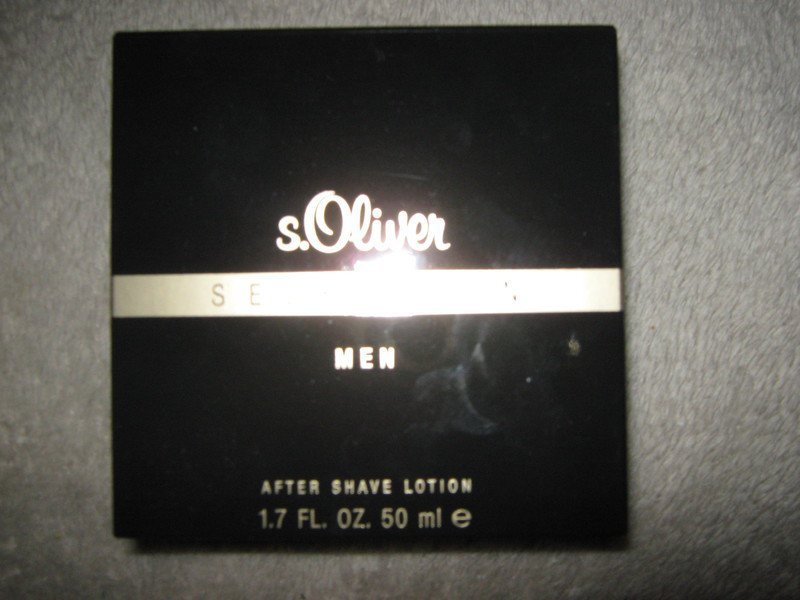 s.Oliver
MEN
AFTER SHAVE LOTION
1.7 FL. OZ. 50 ml e